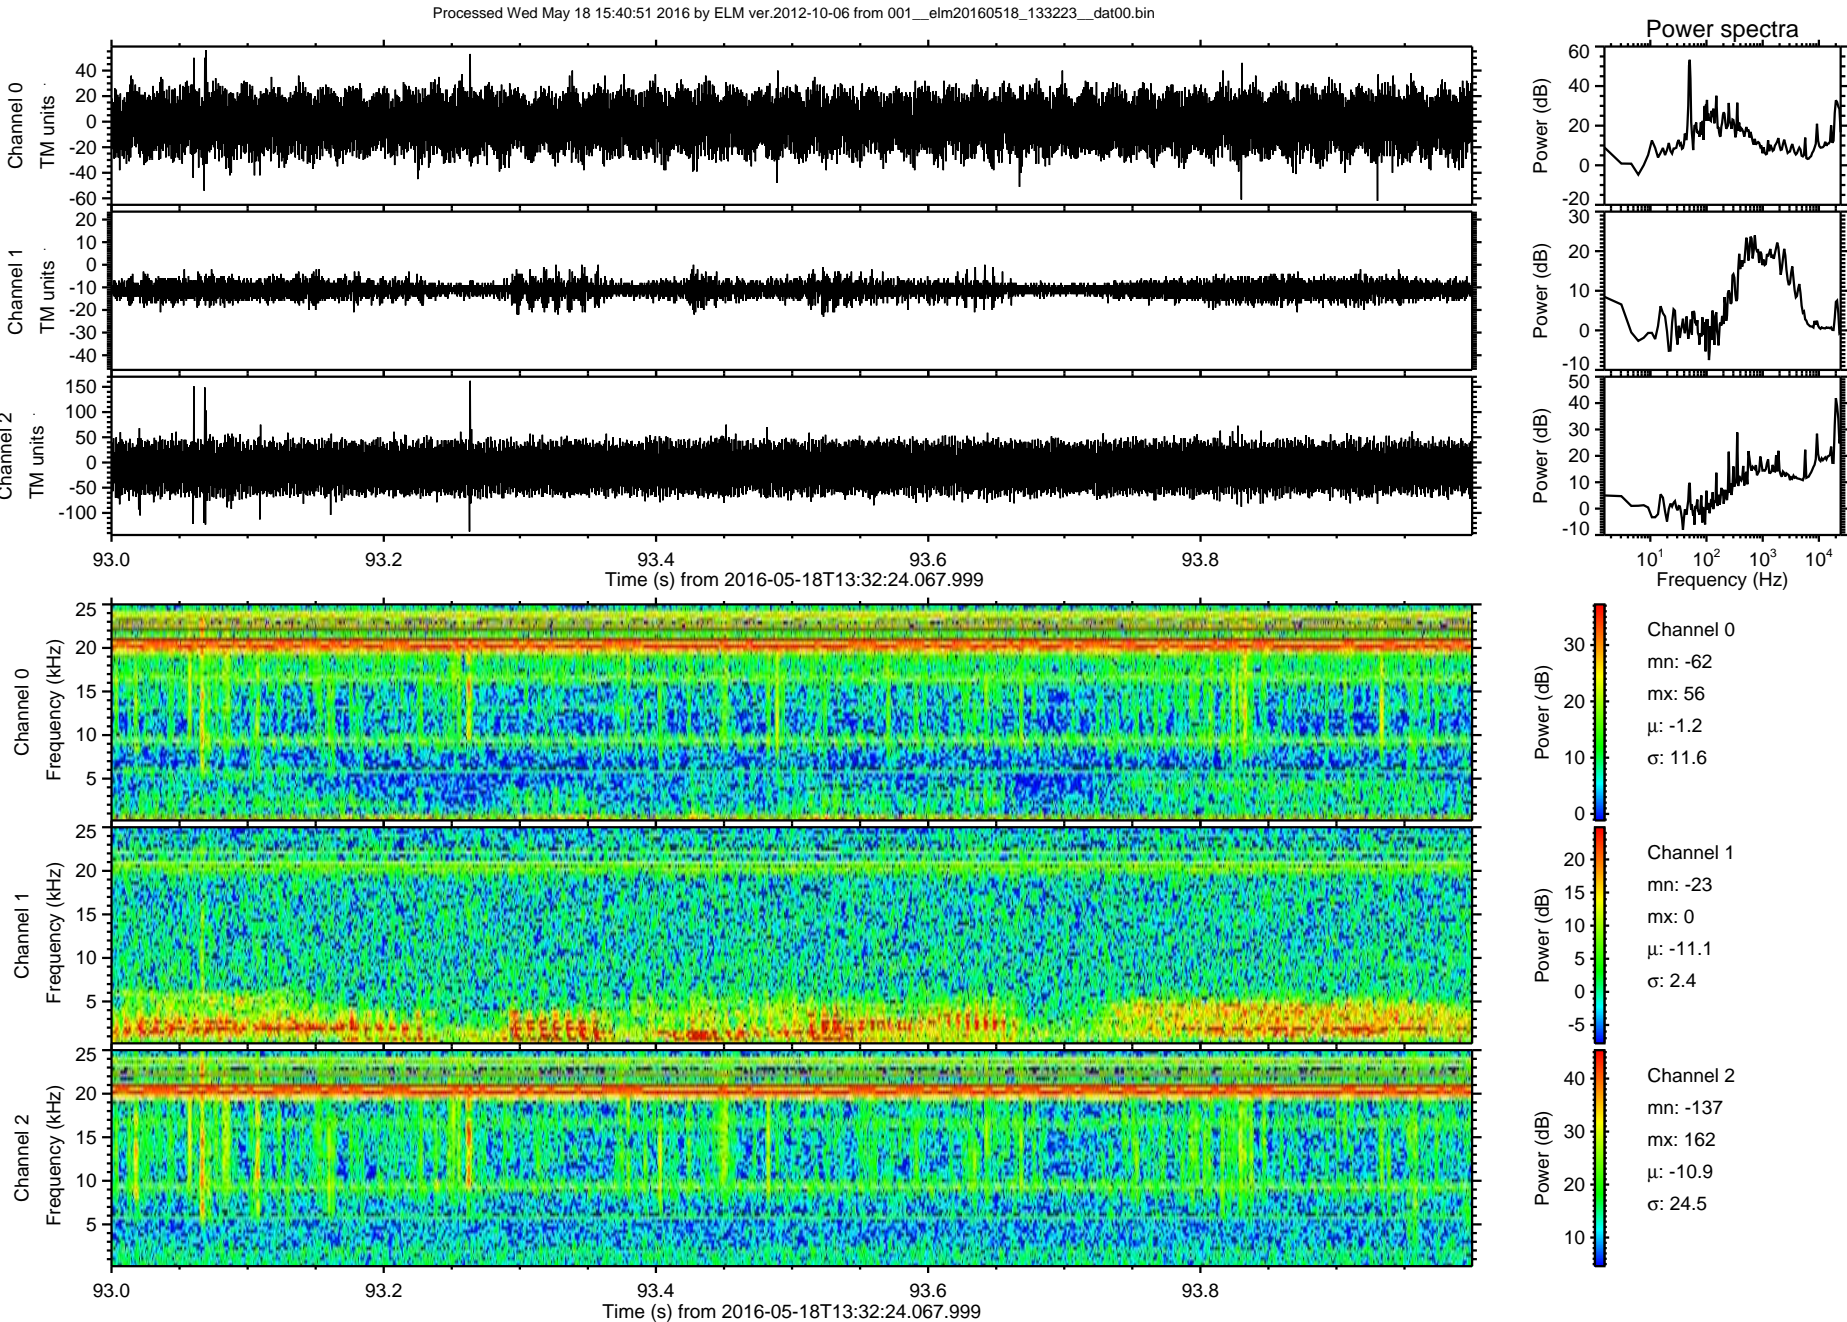 Processed Wed May 18 15:40:51 2016 by ELM ver.2012-10-06 from 001__elm20160518_133223__dat00.bin
Power spectra
Channel 0
TM units
40
20
0
-20
-40
-60
Power (dB)
60
40
20
0
-20
Channel 1
TM units
20
10
0
-10
-20
-30
-40
Power (dB)
30
20
10
0
-10
Channel 2
TM units
150
100
50
0
-50
-100
Power (dB)
50
40
30
20
10
0
-10
93.0 93.2 93.4 93.6 93.8
Time (s) from 2016-05-18T13:32:24.067.999
10^1 10^2 10^3 10^4
Frequency (Hz)
Channel 0
Frequency (kHz)
25
20
15
10
5
Power (dB)
30
20
10
0
Channel 0
mn: -62
mx: 56
μ: -1.2
σ: 11.6
Channel 1
Frequency (kHz)
25
20
15
10
5
Power (dB)
20
15
10
5
0
-5
Channel 1
mn: -23
mx: 0
μ: -11.1
σ: 2.4
Channel 2
Frequency (kHz)
25
20
15
10
5
Power (dB)
40
30
20
10
Channel 2
mn: -137
mx: 162
μ: -10.9
σ: 24.5
93.0 93.2 93.4 93.6 93.8
Time (s) from 2016-05-18T13:32:24.067.999